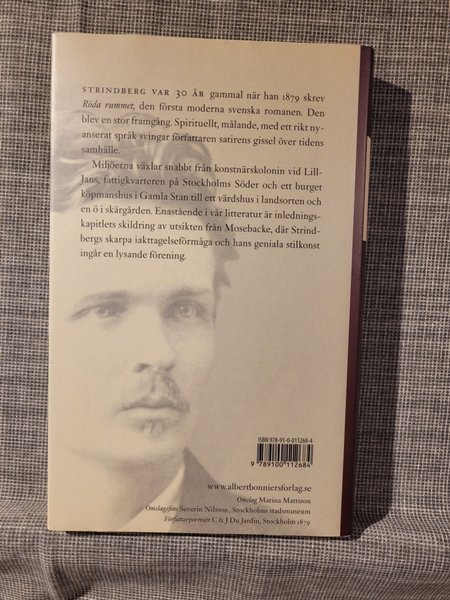 STRINDBERG VAR 30 ÅR gammal när han 1879 skrev
Röda rummet, den första moderna svenska romanen. Den
blev en stor framgång. Spirituellt, målande, med ett rikt ny-
anserat språk svingar författaren satirens gissel över tidens
samhälle.
Miljöerna växlar snabbt från konstnärskolonin vid Lill-
Jans, fattigkvarteren på Stockholms Söder och ett burget
köpmanshus i Gamla Stan till ett värdshus i landsorten och
en ö i skärgården. Enastående i vår litteratur är inlednings-
kapitlets skildring av utsikten från Mosebacke, där Strind-
bergs skarpa iakttagelseförmåga och hans geniala stilkonst
ingår en lysande förening.
ISBN 978-91-0-011268-4
9 789100 112684
www.albertbonniersforlag.se
Omslag Marina Mattsson
Omslagsfoto Severin Nilsson, Stockholms stadsmuseum
Författarporträtt C & J Du Jardin, Stockholm 1879